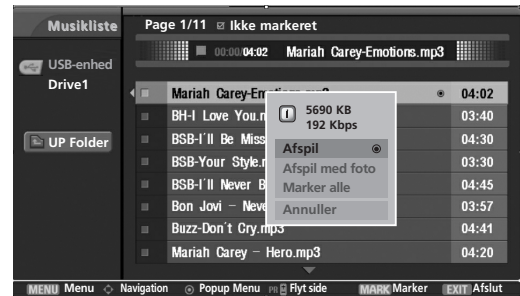 Musikliste
Page 1/11 Ikke markeret
00:00/04:02 Mariah Carey-Emotions.mp3
USB-enhed
Drive1
UP Folder
Mariah Carey-Emotions.mp3 04:02
BH-I Love You.m 03:40
BSB-I'll Be Miss 04:30
BSB-Your Style.m 03:30
BSB-I'll Never B 04:45
Bon Jovi - Neve 03:57
Buzz-Don't Cry.mp3 04:41
Mariah Carey - Hero.mp3 04:20
5690 KB
192 Kbps
Afspil
Afspil med foto
Marker alle
Annuller
MENU Menu Navigation Popup Menu PR Flyt side MARK Marker EXIT Afslut